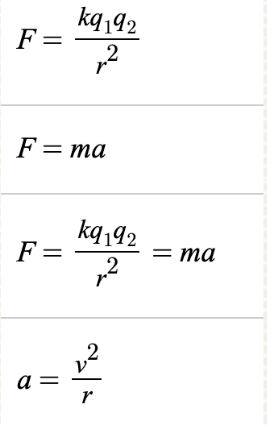 F = kq₁q₂/r²
F = ma
F = kq₁q₂/r² = ma
a = v²/r